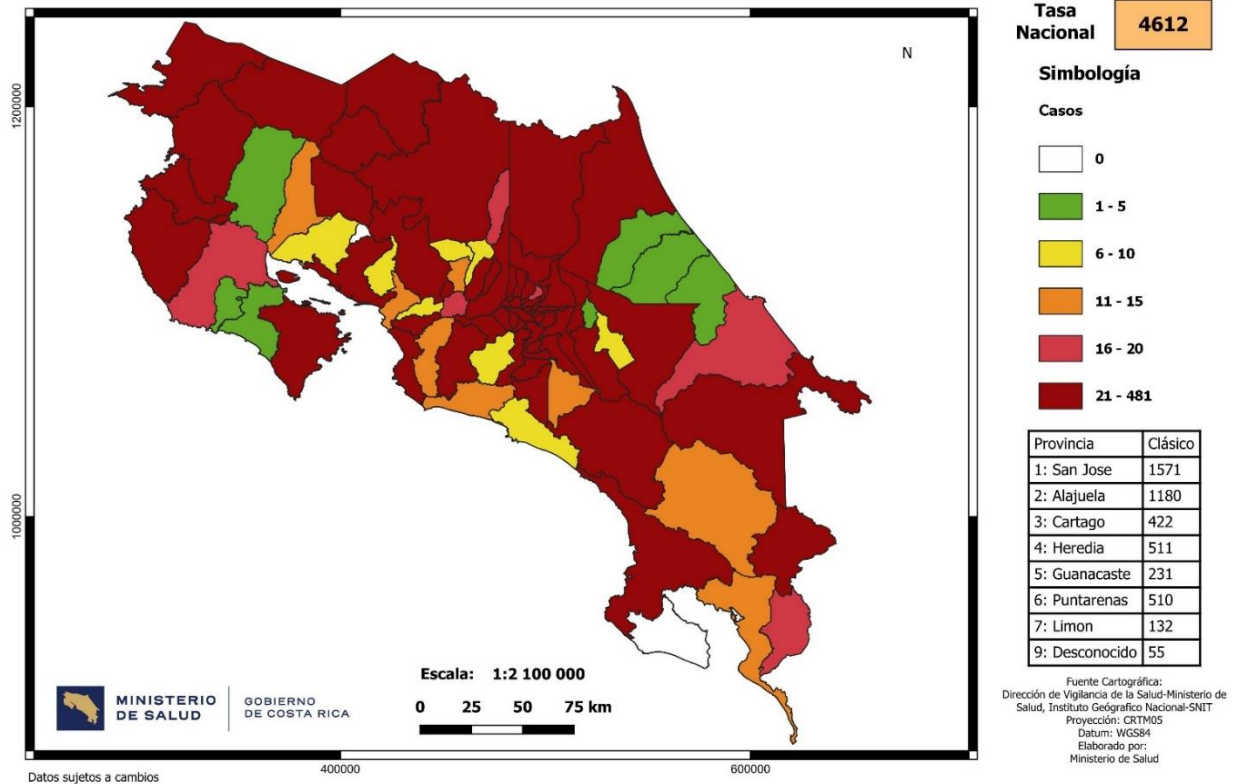 Tasa
Nacional
4612
N
Simbología
Casos
0
1 - 5
6 - 10
11 - 15
16 - 20
21 - 481
Provincia Clásico
1: San Jose 1571
2: Alajuela 1180
3: Cartago 422
4: Heredia 511
5: Guanacaste 231
6: Puntarenas 510
7: Limon 132
9: Desconocido 55
Fuente Cartográfica:
Dirección de Vigilancia de la Salud-Ministerio de
Salud, Instituto Geógrafico Nacional-SNIT
Proyección: CRTM05
Datum: WGS84
Elaborado por:
Ministerio de Salud
1200000
1000000
Escala: 1:2 100 000
0 25 50 75 km
MINISTERIO
DE SALUD
GOBIERNO
DE COSTA RICA
400000
600000
Datos sujetos a cambios